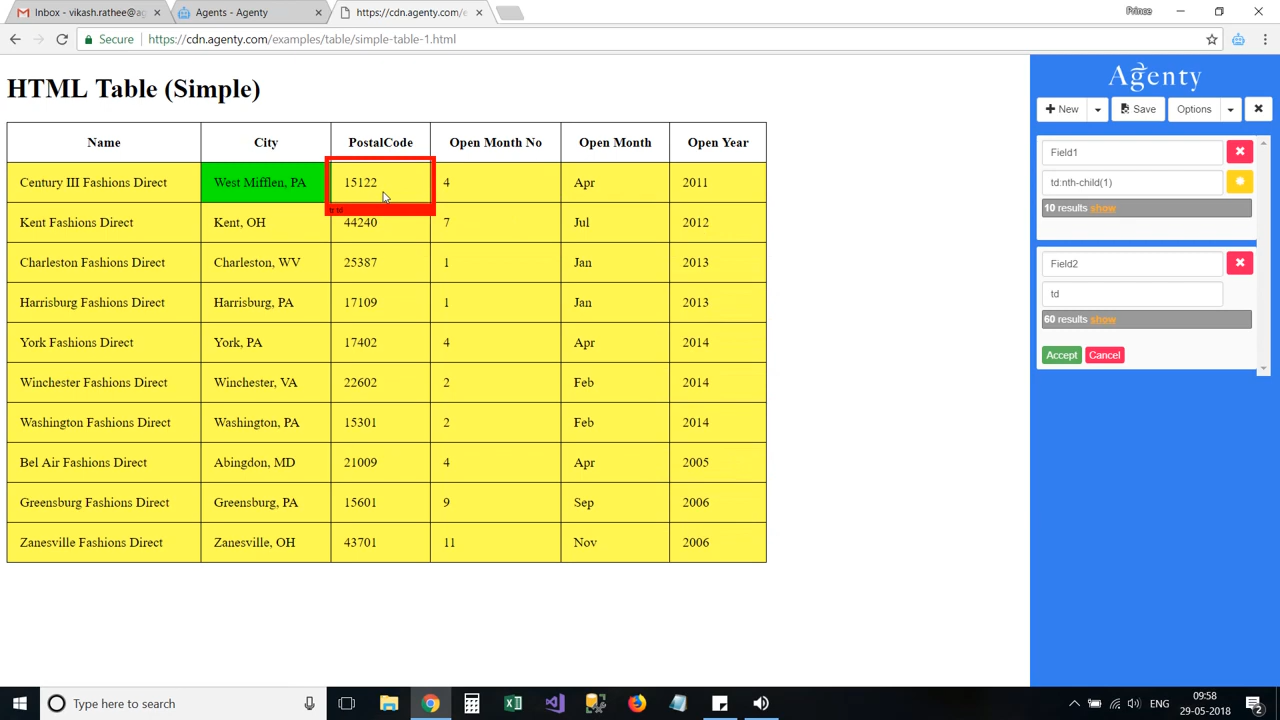 Inbox - vikash.rathee@ag
Agents - Agenty
https://cdn.agenty.com/e
Prince
Secure
https://cdn.agenty.com/examples/table/simple-table-1.html
HTML Table (Simple)
Name City PostalCode Open Month No Open Month Open Year
Century III Fashions Direct West Mifflen, PA 15122 4 Apr 2011
tr td
Kent Fashions Direct Kent, OH 44240 7 Jul 2012
Charleston Fashions Direct Charleston, WV 25387 1 Jan 2013
Harrisburg Fashions Direct Harrisburg, PA 17109 1 Jan 2013
York Fashions Direct York, PA 17402 4 Apr 2014
Winchester Fashions Direct Winchester, VA 22602 2 Feb 2014
Washington Fashions Direct Washington, PA 15301 2 Feb 2014
Bel Air Fashions Direct Abingdon, MD 21009 4 Apr 2005
Greensburg Fashions Direct Greensburg, PA 15601 9 Sep 2006
Zanesville Fashions Direct Zanesville, OH 43701 11 Nov 2006
Agenty
New Save Options
Field1
td:nth-child(1)
10 results show
Field2
td
60 results show
Accept Cancel
Type here to search
ENG
09:58
29-05-2018
2